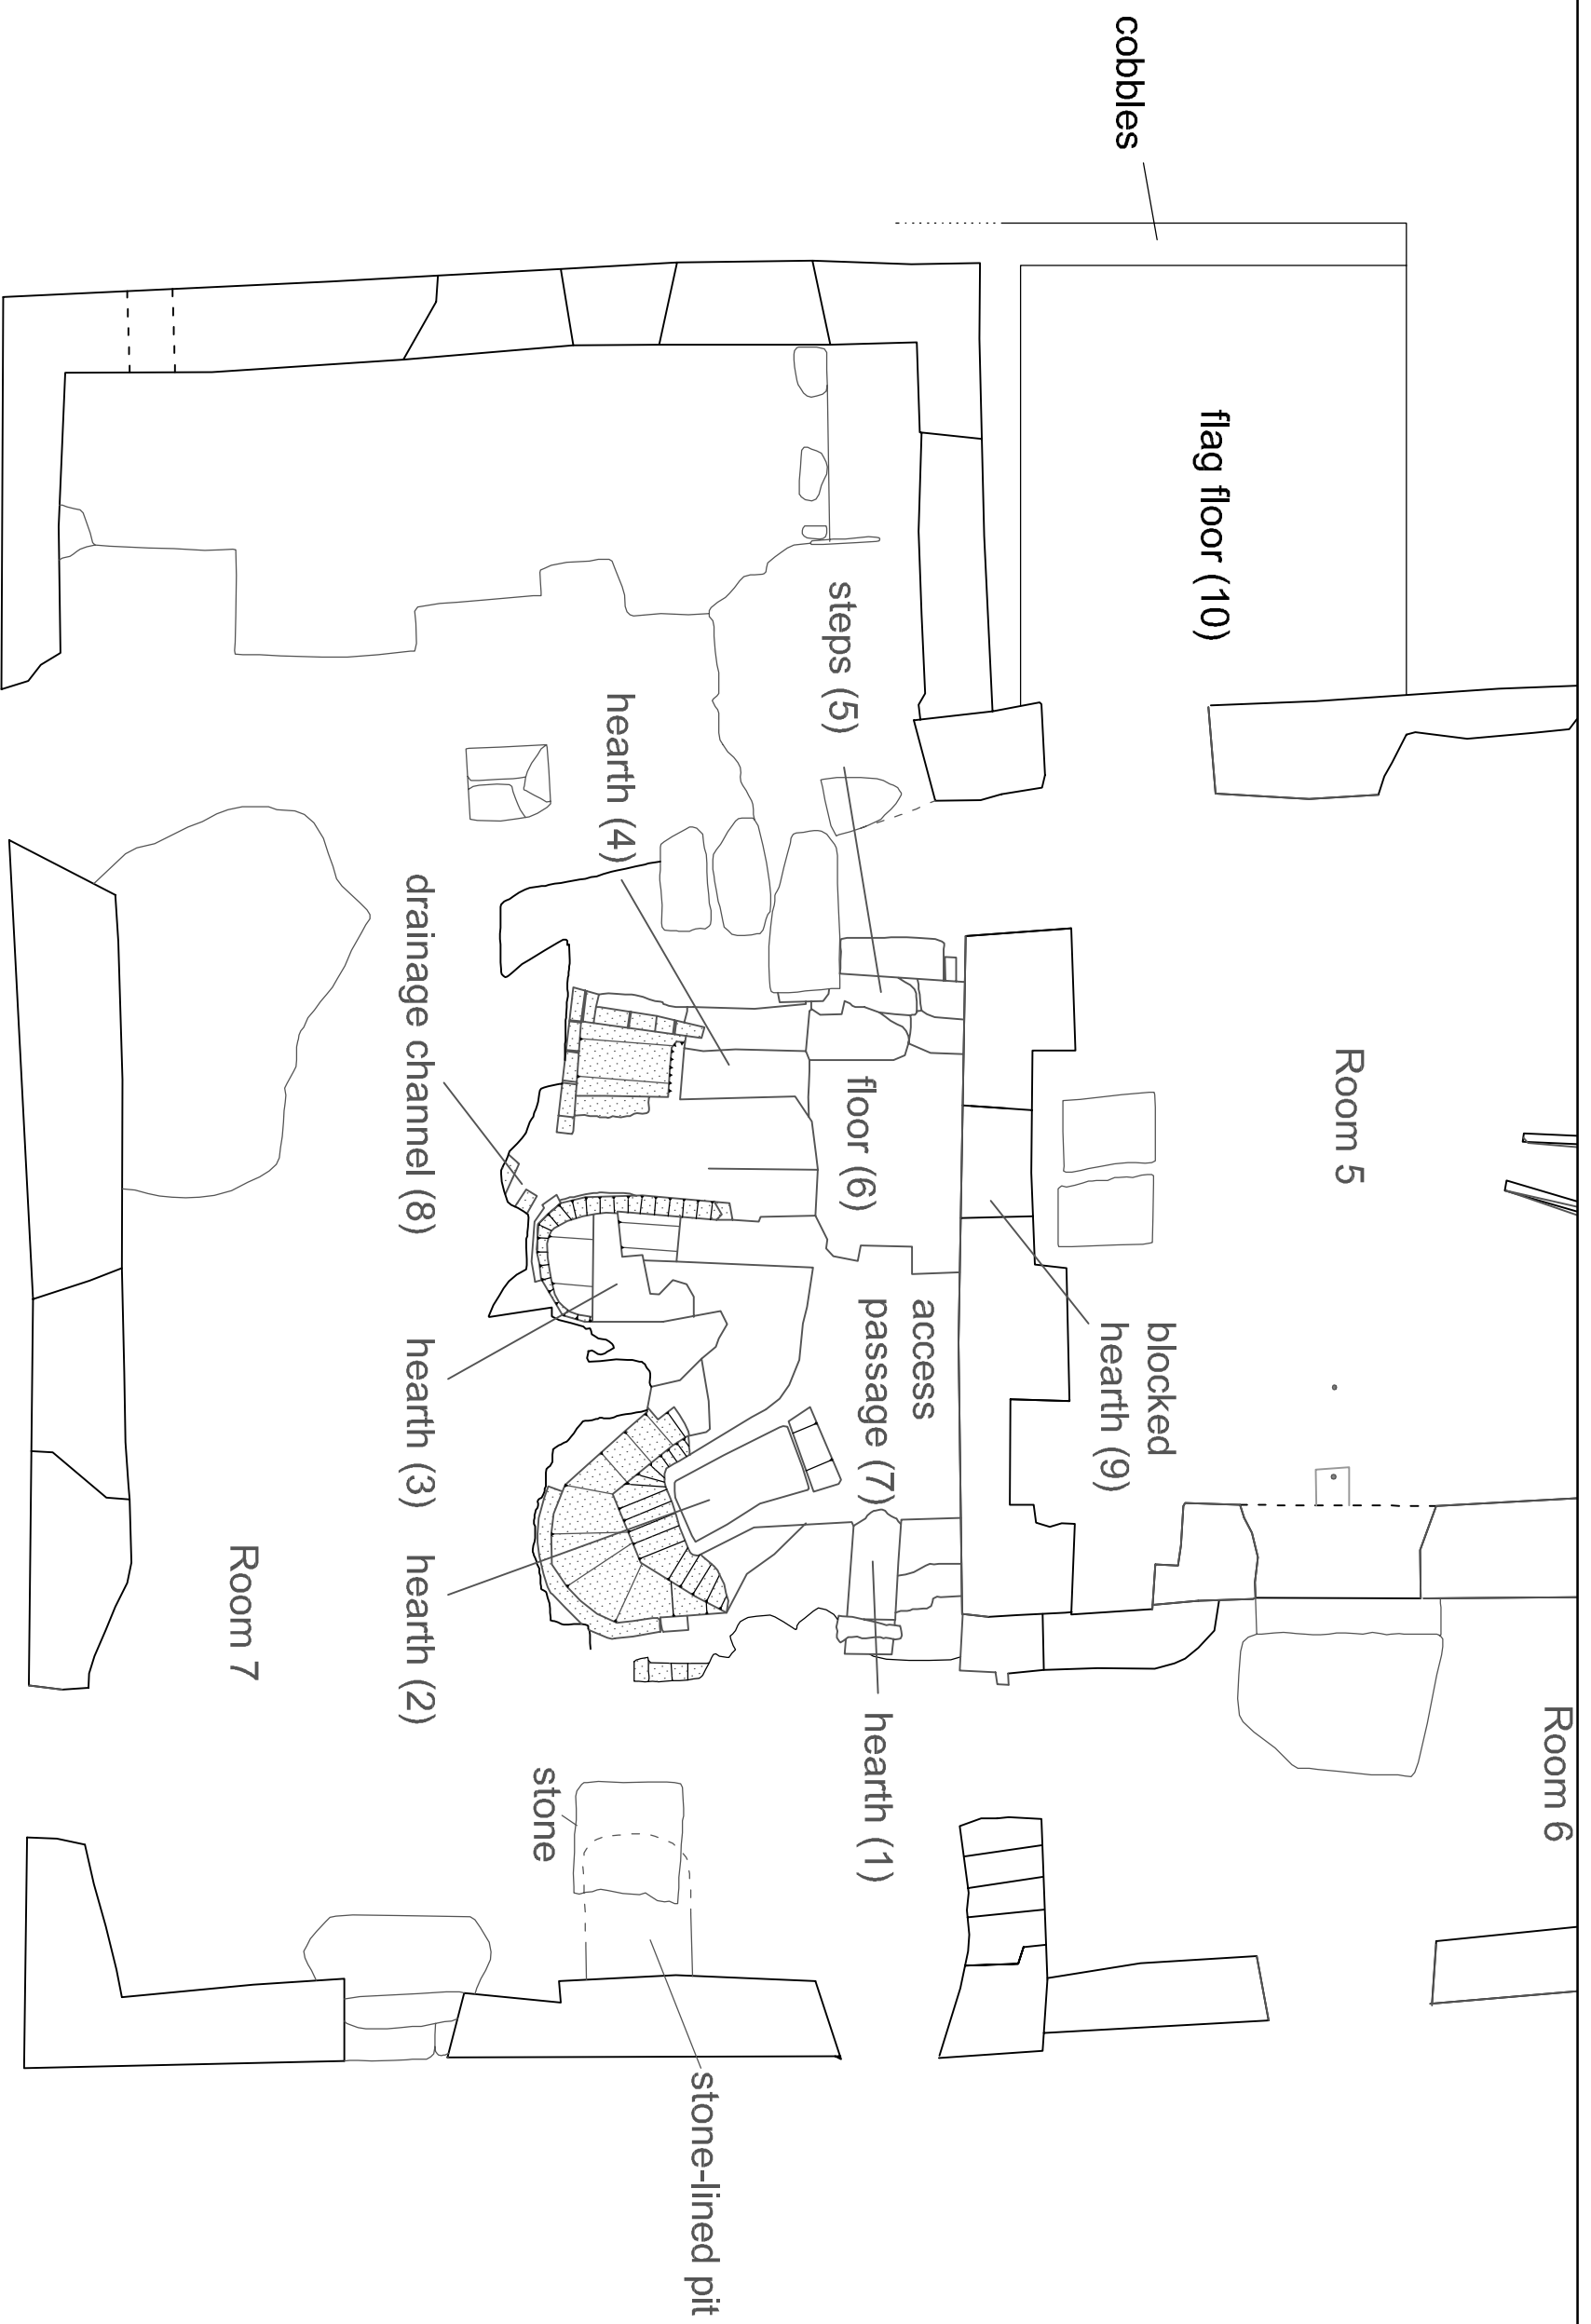 cobbles
flag floor (10)
Room 5
Room 6
steps (5)
hearth (4)
drainage channel (8)
floor (6)
access
passage (7)
blocked
hearth (9)
hearth (3)
hearth (2)
hearth (1)
Room 7
stone
stone-lined pit